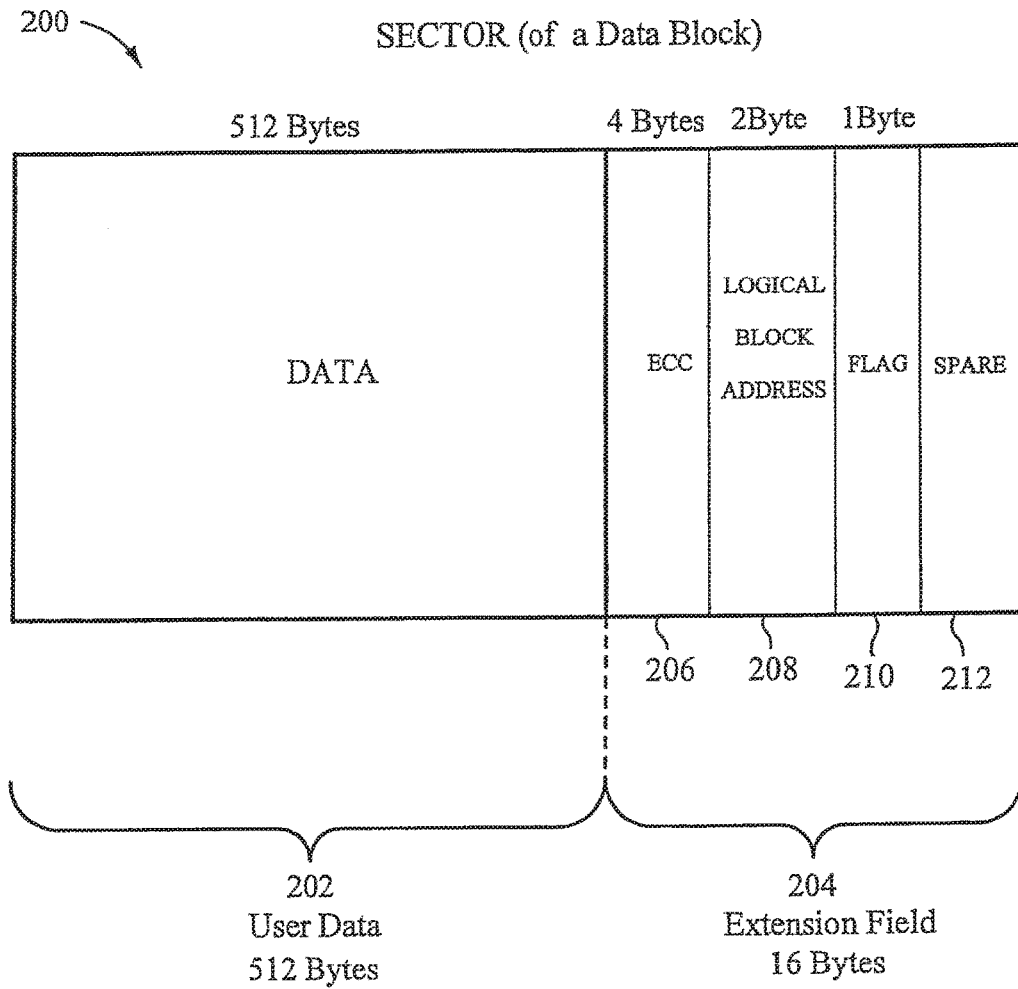 200
SECTOR (of a Data Block)
512 Bytes
4 Bytes
2Byte
1Byte
DATA
ECC
LOGICAL
BLOCK
ADDRESS
FLAG
SPARE
206
208
210
212
202
User Data
512 Bytes
204
Extension Field
16 Bytes